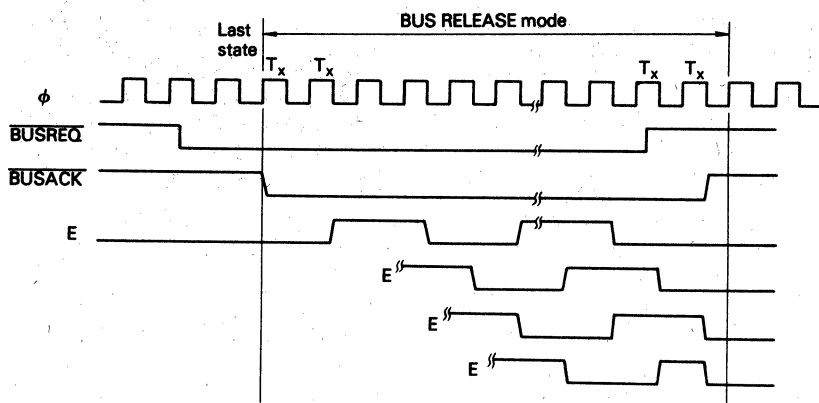 BUS RELEASE mode
Last
state
Tx Tx Tx Tx
φ
BUSREQ
BUSACK
E
E
E
E